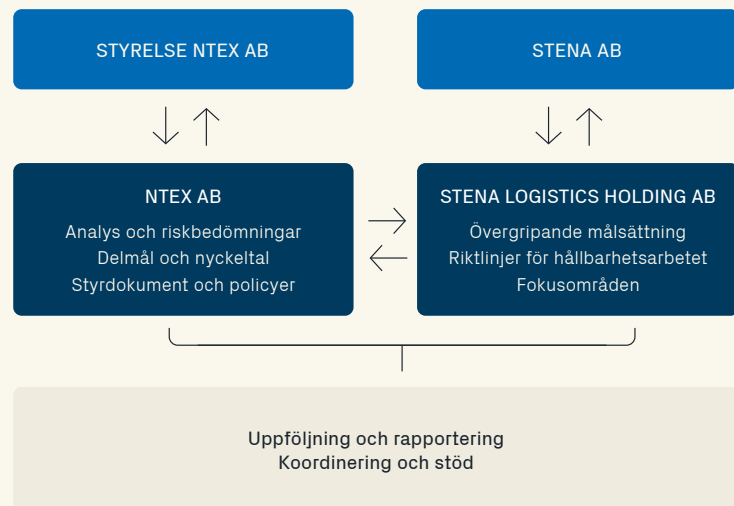 STYRELSE NTEX AB
STENA AB
NTEX AB
Analys och riskbedömningar
Delmål och nyckeltal
Styrdokument och policyer
STENA LOGISTICS HOLDING AB
Övergripande målsättning
Riktlinjer för hållbarhetsarbetet
Fokusområden
Uppföljning och rapportering
Koordinering och stöd